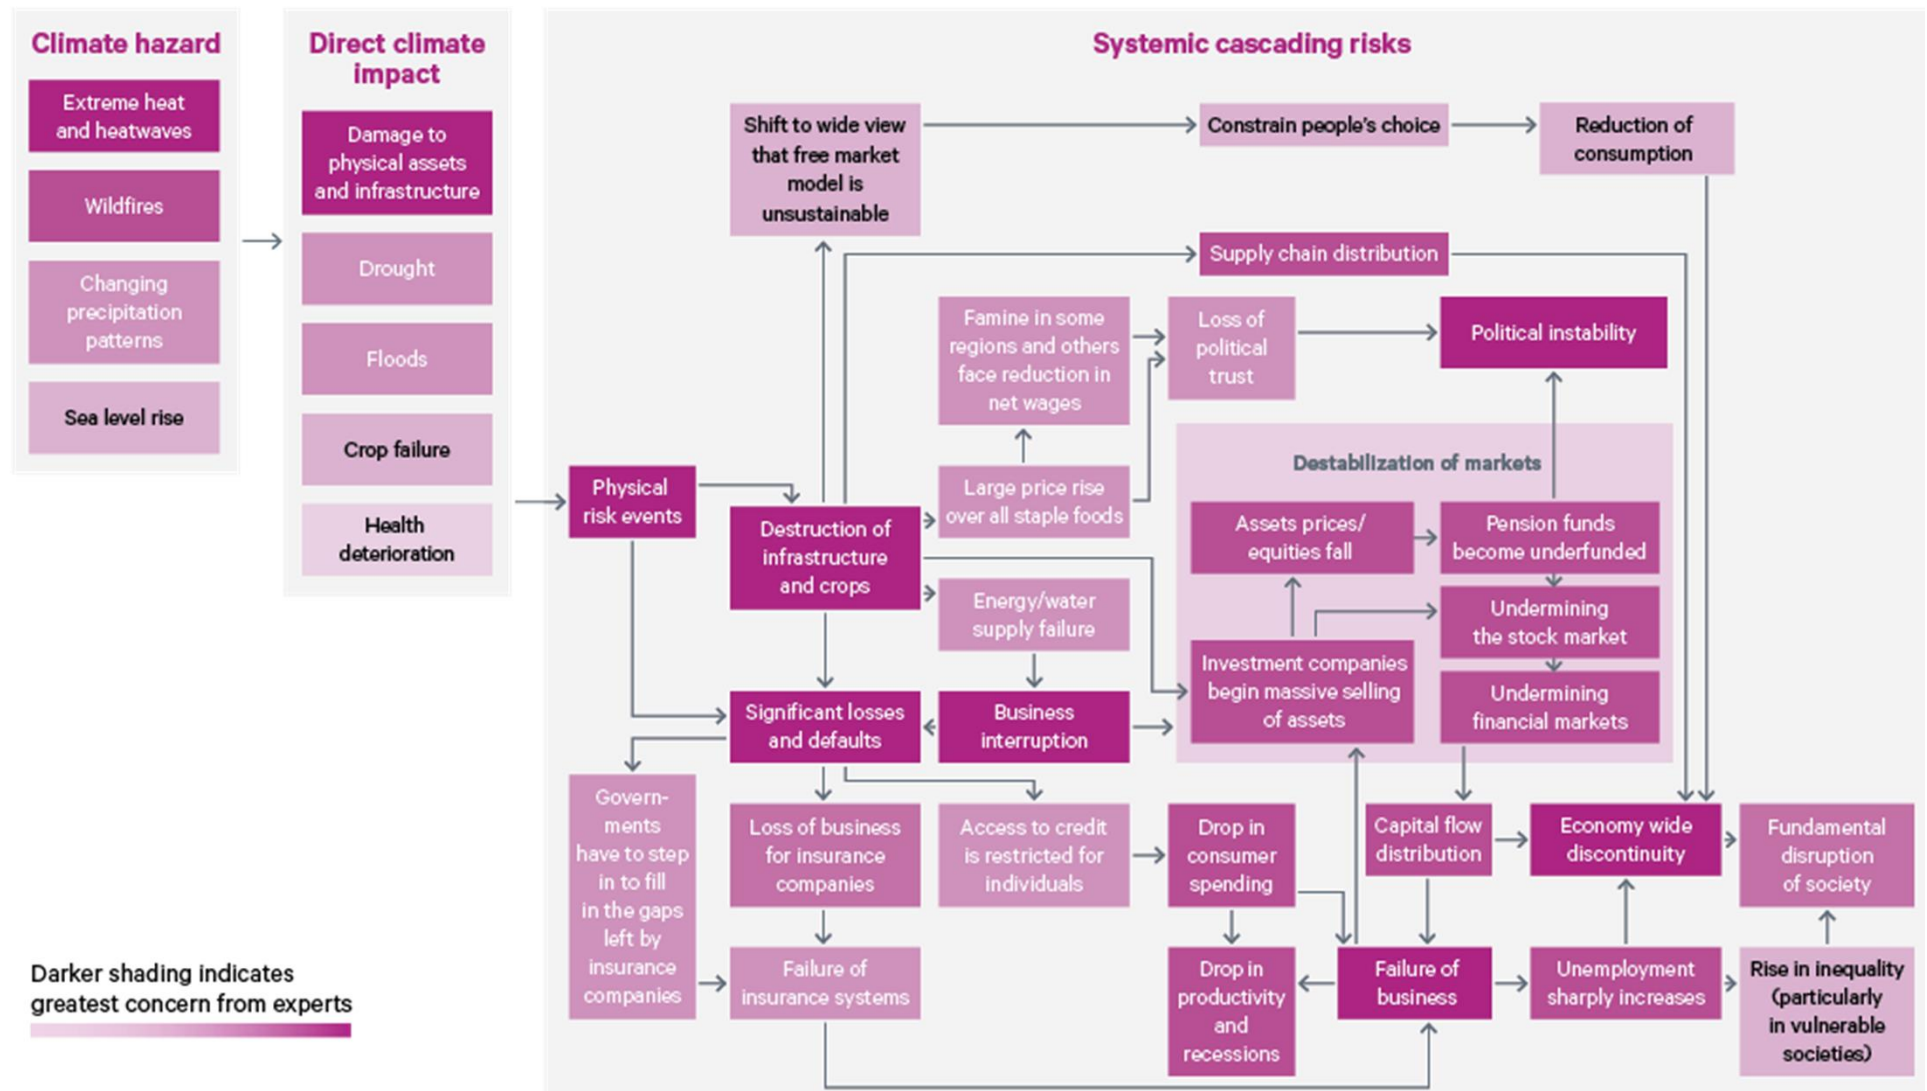 Climate hazard
Extreme heat
and heatwaves
Wildfires
Changing
precipitation
patterns
Sea level rise
Direct climate
impact
Damage to
physical assets
and infrastructure
Drought
Floods
Crop failure
Health
deterioration
Systemic cascading risks
Shift to wide view
that free market
model is
unsustainable
Constrain people's choice
Reduction of
consumption
Supply chain distribution
Famine in some
regions and others
face reduction in
net wages
Loss of
political
trust
Political instability
Physical
risk events
Destruction of
infrastructure
and crops
Large price rise
over all staple foods
Energy/water
supply failure
Destabilization of markets
Assets prices/
equities fall
Pension funds
become underfunded
Undermining
the stock market
Investment companies
begin massive selling
of assets
Undermining
financial markets
Significant losses
and defaults
Business
interruption
Govern-
ments
have to step
in to fill
in the gaps
left by
insurance
companies
Loss of business
for insurance
companies
Access to credit
is restricted for
individuals
Drop in
consumer
spending
Capital flow
distribution
Economy wide
discontinuity
Fundamental
disruption
of society
Failure of
insurance systems
Drop in
productivity
and
recessions
Failure of
business
Unemployment
sharply increases
Rise in inequality
(particularly
in vulnerable
societies)
Darker shading indicates
greatest concern from experts